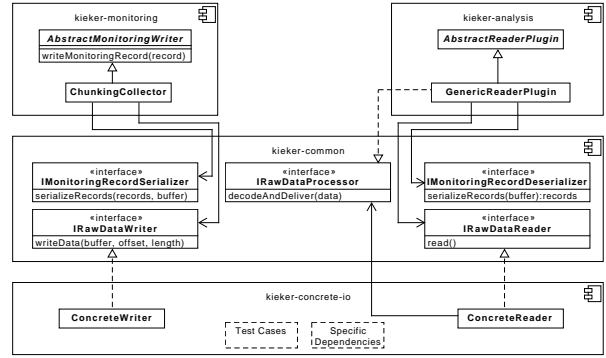 kieker-monitoring
AbstractMonitoringWriter
writeMonitoringRecord(record)
ChunkingCollector
kieker-analysis
AbstractReaderPlugin
GenericReaderPlugin
kieker-common
«interface»
IMonitoringRecordSerializer
serializeRecords(records, buffer)
«interface»
IRawDataProcessor
decodeAndDeliver(data)
«interface»
IMonitoringRecordDeserializer
serializeRecords(buffer):records
«interface»
IRawDataWriter
writeData(buffer, offset, length)
«interface»
IRawDataReader
read()
kieker-concrete-io
ConcreteWriter
Test Cases
Specific
Dependencies
ConcreteReader